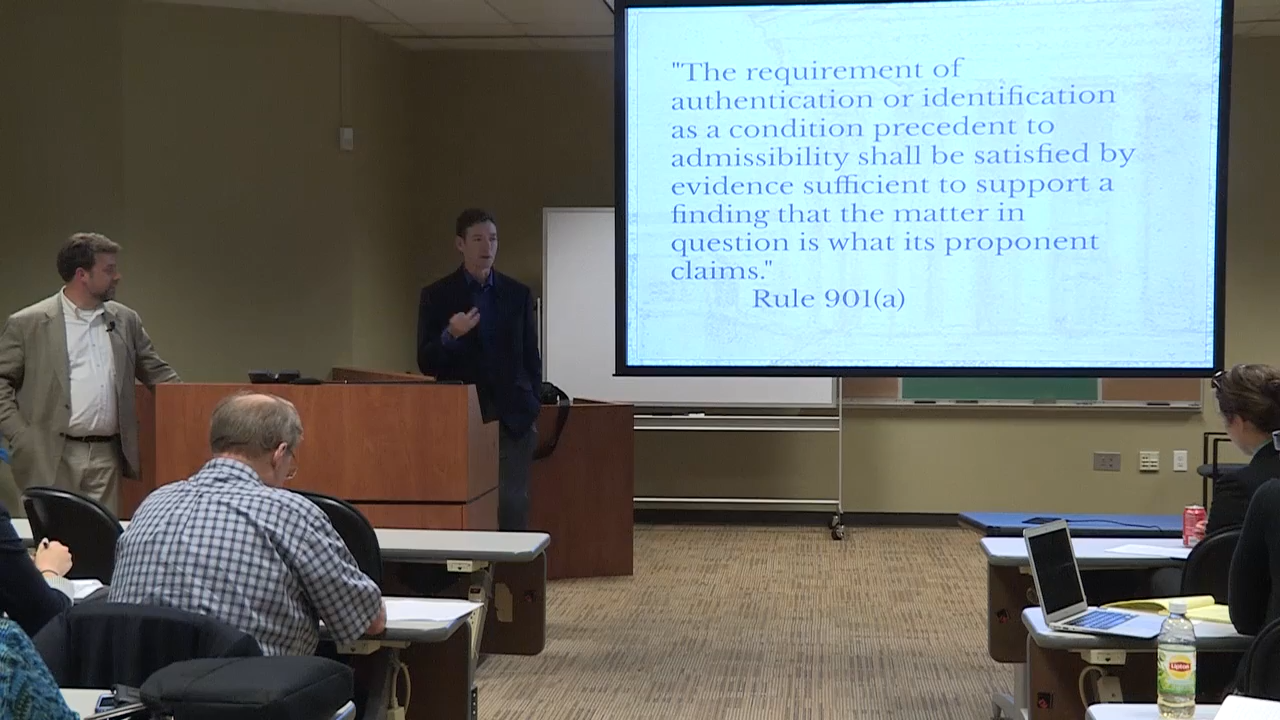 "The requirement of
authentication or identification
as a condition precedent to
admissibility shall be satisfied by
evidence sufficient to support a
finding that the matter in
question is what its proponent
claims."
Rule 901(a)
Lipton